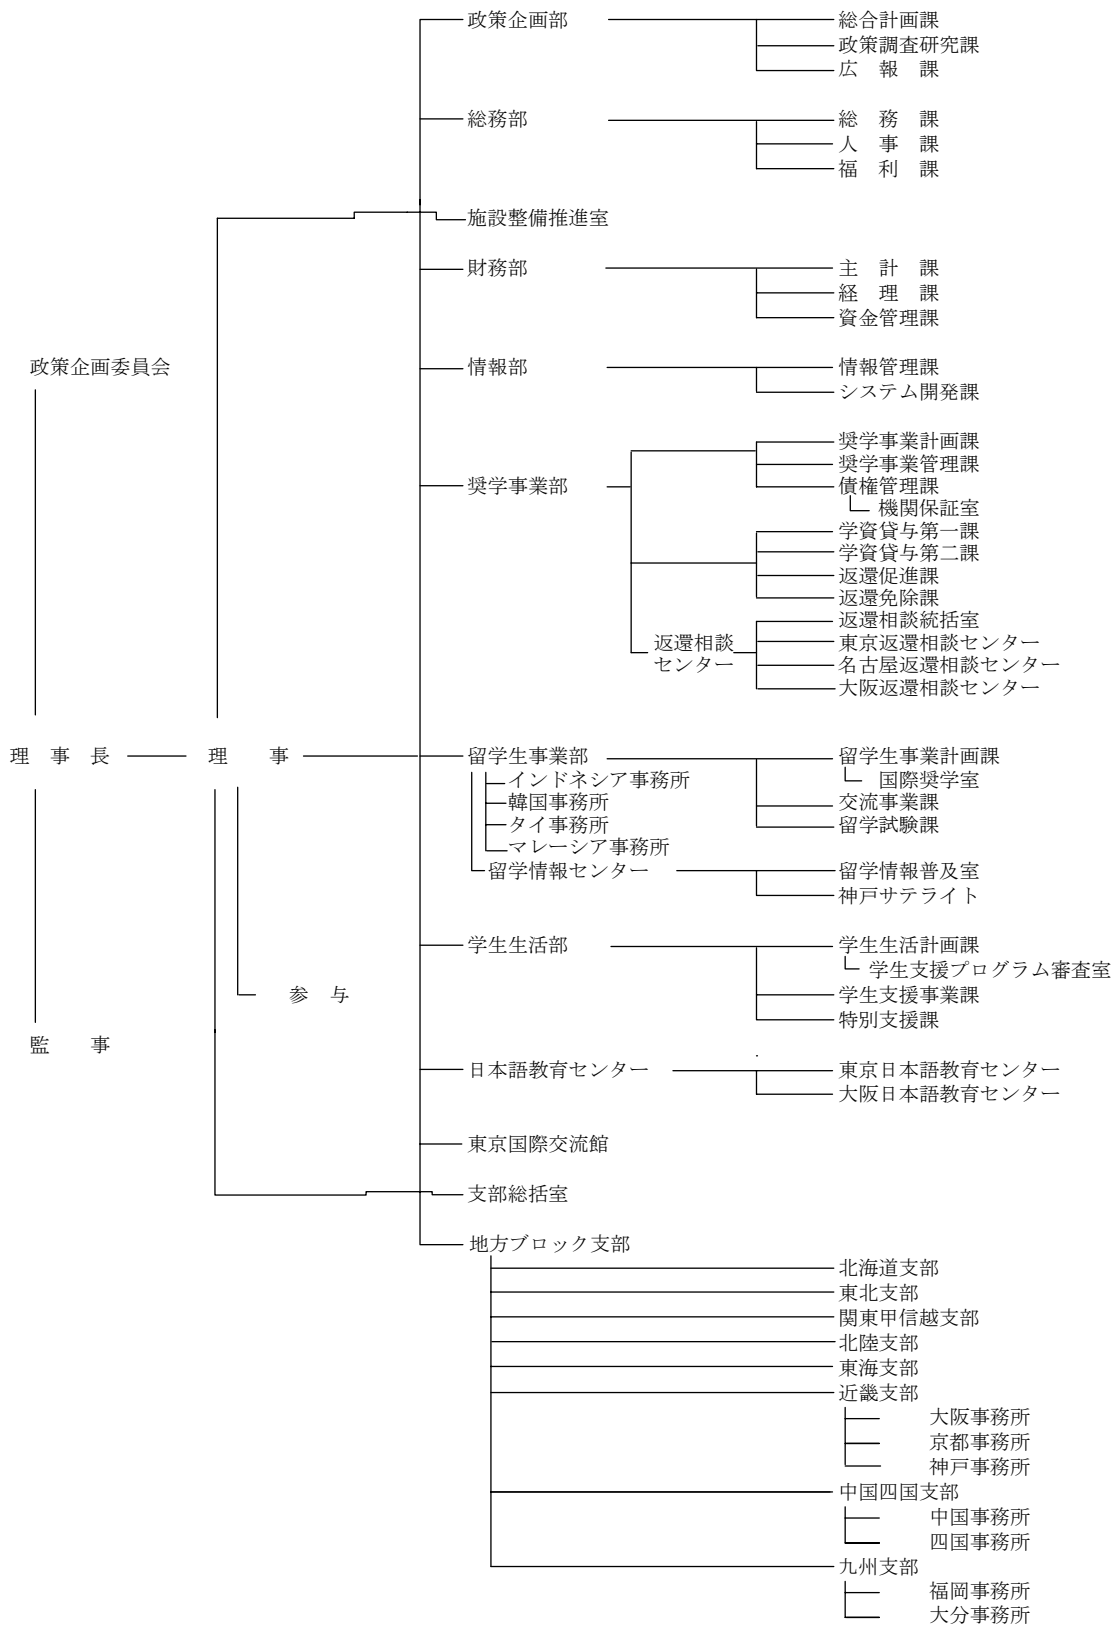 政策企画部 総合計画課
政策調査研究課
広 報 課
総務部 総 務 課
人 事 課
福 利 課
施設整備推進室
財務部 主 計 課
経 理 課
資金管理課
政策企画委員会
情報部 情報管理課
システム開発課
奨学事業部
奨学事業計画課
奨学事業管理課
債権管理課
機関保証室
学資貸与第一課
学資貸与第二課
返還促進課
返還免除課
返還相談
センター
返還相談統括室
東京返還相談センター
名古屋返還相談センター
大阪返還相談センター
理 事 長 理 事 留学生事業部 留学生事業計画課
国際奨学室
交流事業課
留学試験課
インドネシア事務所
韓国事務所
タイ事務所
マレーシア事務所
留学情報センター 留学情報普及室
神戸サテライト
学生生活部 学生生活計画課
学生支援プログラム審査室
学生支援事業課
特別支援課
参 与
監 事
日本語教育センター 東京日本語教育センター
大阪日本語教育センター
東京国際交流館
支部総括室
地方ブロック支部
北海道支部
東北支部
関東甲信越支部
北陸支部
東海支部
近畿支部
大阪事務所
京都事務所
神戸事務所
中国四国支部
中国事務所
四国事務所
九州支部
福岡事務所
大分事務所